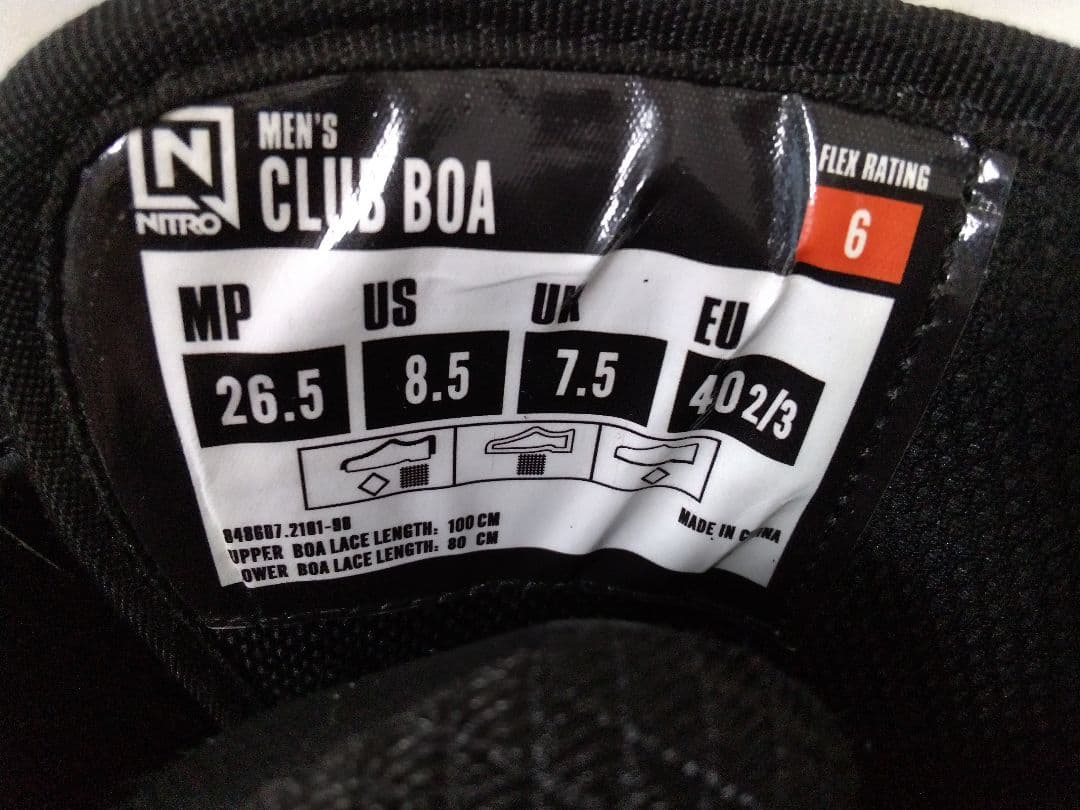 N
NITRO
MEN'S
CLUB BOA
FLEX RATING
6
MP US UK EU
26.5 8.5 7.5 40 2/3
UPPER BOA LACE LENGTH: 100 CM
LOWER BOA LACE LENGTH: 80 CM
MADE IN CHINA